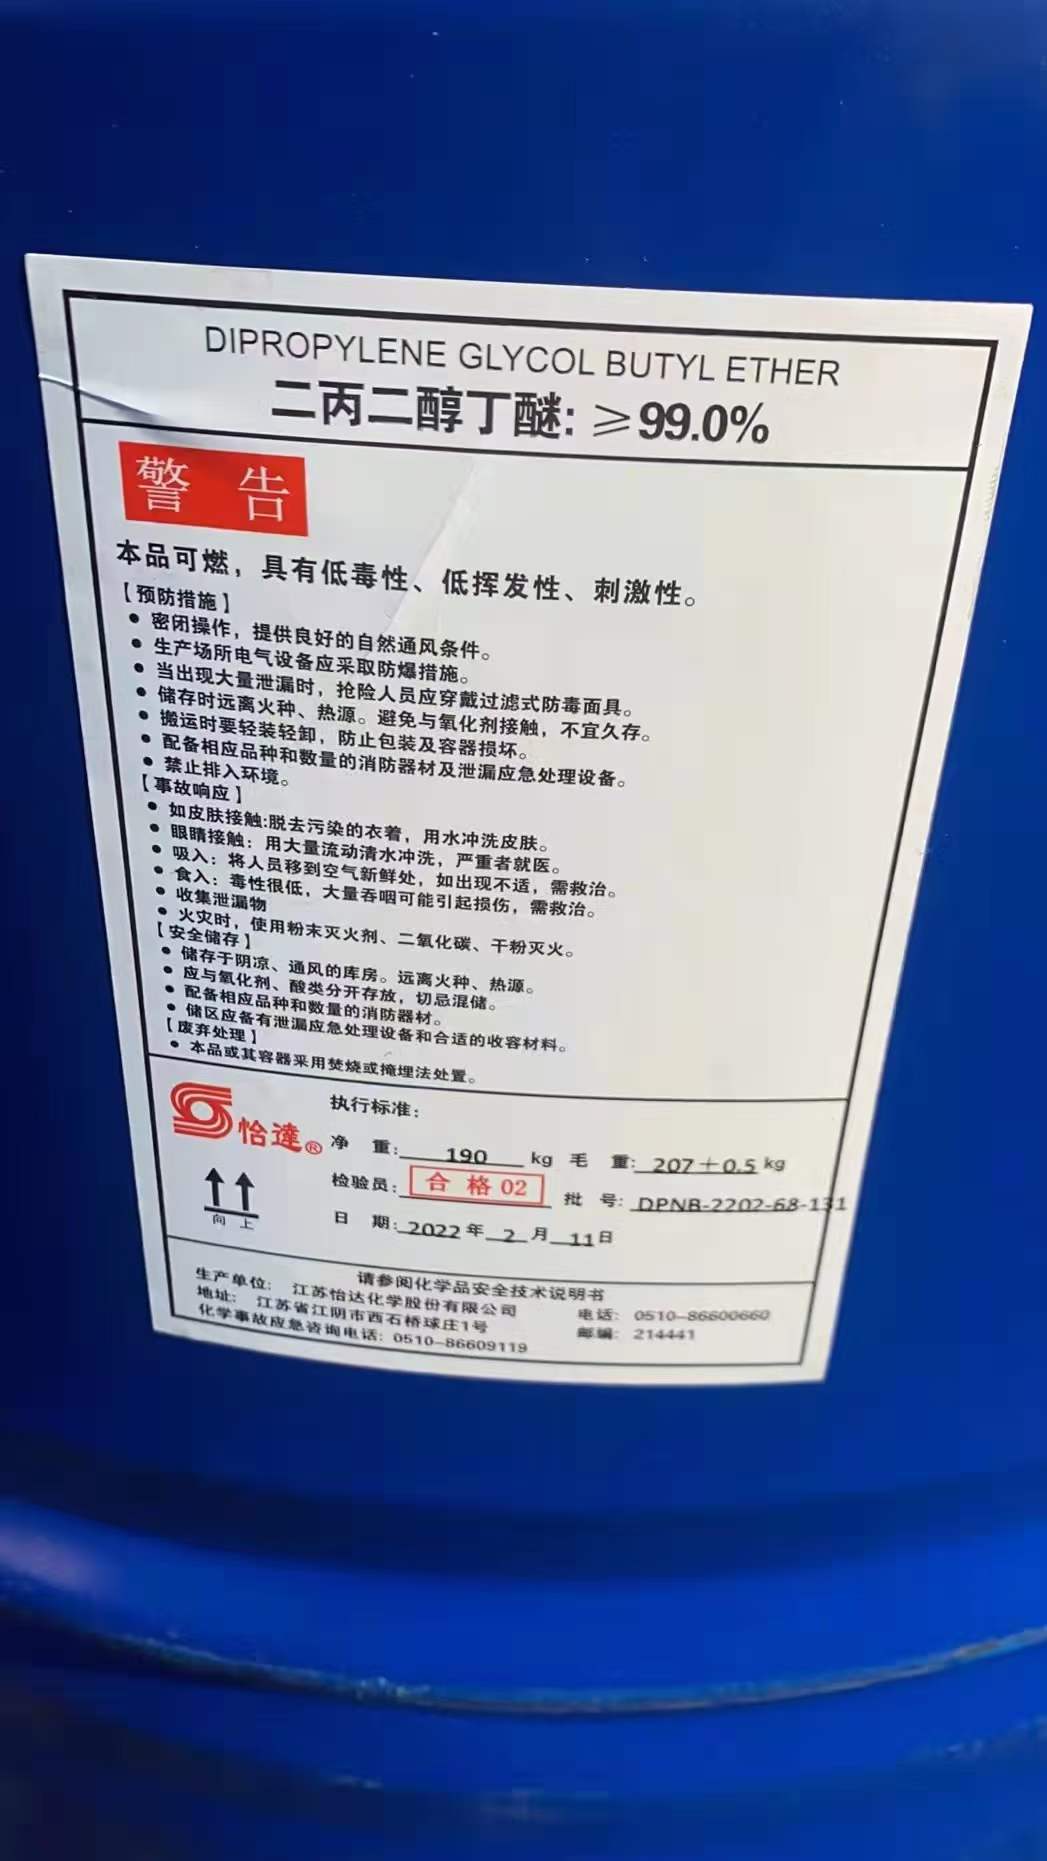 DIPROPYLENE GLYCOL BUTYL ETHER
二丙二醇丁醚: ≥99.0%
警 告
本品可燃，具有低毒性、低挥发性、刺激性。
【预防措施】
● 密闭操作，提供良好的自然通风条件。
● 生产场所电气设备应采取防爆措施。
● 当出现大量泄漏时，抢险人员应穿戴过滤式防毒面具。
● 储存时远离火种、热源。避免与氧化剂接触，不宜久存。
● 搬运时要轻装轻卸，防止包装及容器损坏。
● 配备相应品种和数量的消防器材及泄漏应急处理设备。
● 禁止排入环境。
【事故响应】
● 如皮肤接触:脱去污染的衣着，用水冲洗皮肤。
● 眼睛接触：用大量流动清水冲洗，严重者就医。
● 吸入：将人员移到空气新鲜处，如出现不适，需救治。
● 食入：毒性很低，大量吞咽可能引起损伤，需救治。
● 收集泄漏物
● 火灾时，使用粉末灭火剂、二氧化碳、干粉灭火。
【安全储存】
● 储存于阴凉、通风的库房。远离火种、热源。
● 应与氧化剂、酸类分开存放，切忌混储。
● 配备相应品种和数量的消防器材。
● 储区应备有泄漏应急处理设备和合适的收容材料。
【废弃处理】
● 本品或其容器采用焚烧或掩埋法处置。
怡達®
向 上
执行标准：
净 重: 190 kg 毛 重: 207＋0.5 kg
检验员: 合 格 02 批 号: DPNB-2202-68-131
日 期: 2022 年 2 月 11 日
请参阅化学品安全技术说明书
生产单位： 江苏怡达化学股份有限公司 电话： 0510-86600660
地址： 江苏省江阴市西石桥球庄1号 邮编： 214441
化学事故应急咨询电话: 0510-86609119